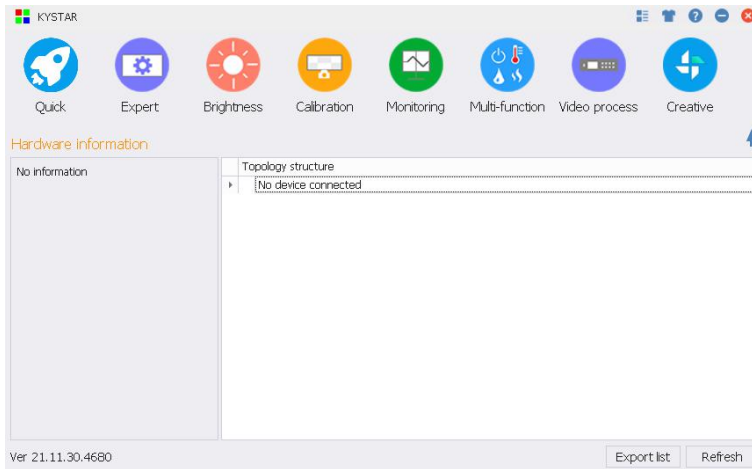 KYSTAR
Quick Expert Brightness Calibration Monitoring Multi-function Video process Creative
Hardware information
No information
Topology structure
No device connected
Ver 21.11.30.4680
Export list Refresh